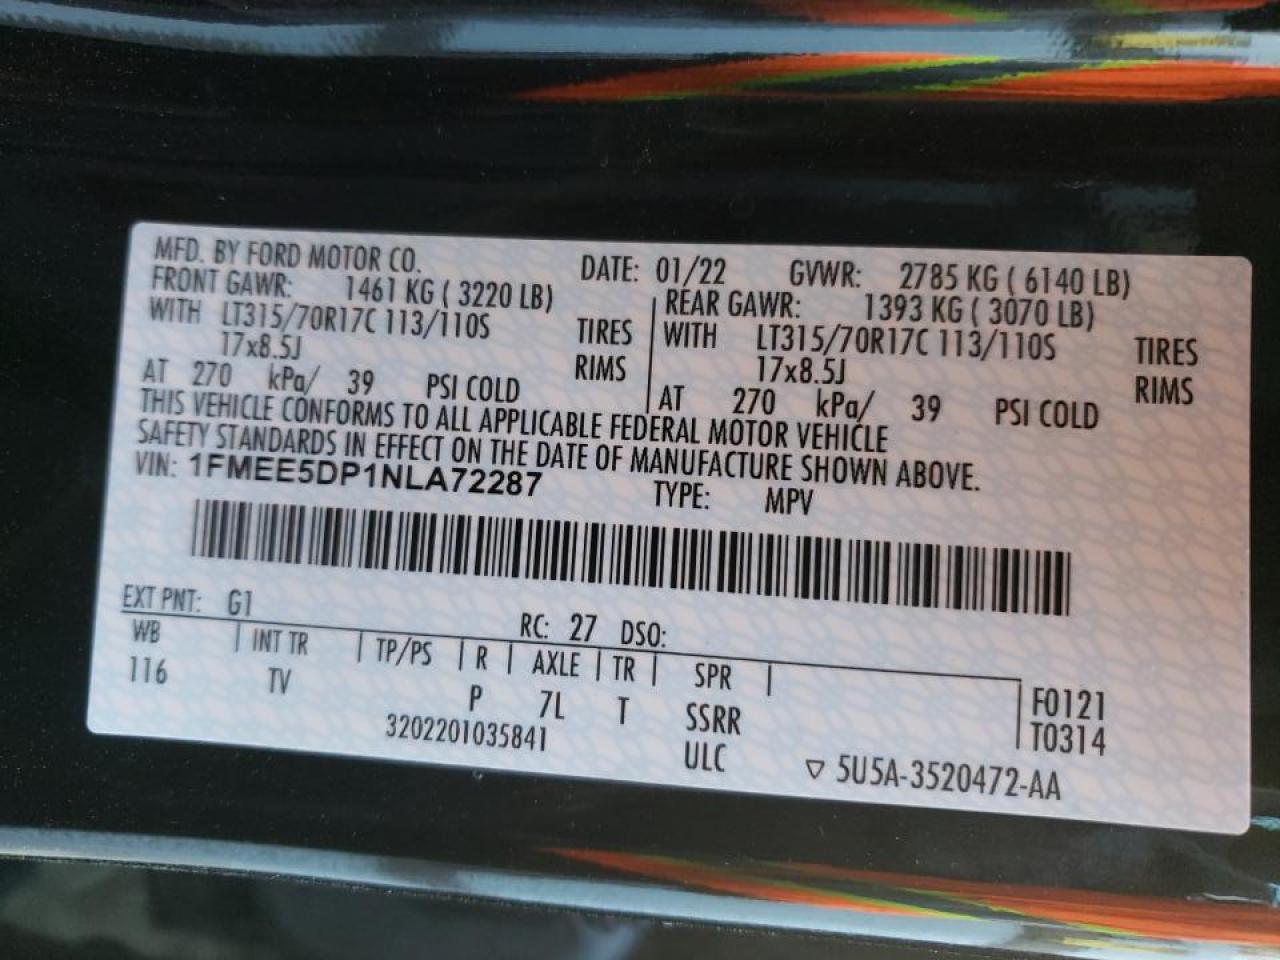 MFD. BY FORD MOTOR CO. DATE: 01/22 GVWR: 2785 KG ( 6140 LB)
FRONT GAWR: 1461 KG ( 3220 LB) REAR GAWR: 1393 KG ( 3070 LB)
WITH LT315/70R17C 113/110S TIRES WITH LT315/70R17C 113/110S TIRES
17x8.5J RIMS 17x8.5J RIMS
AT 270 kPa/ 39 PSI COLD AT 270 kPa/ 39 PSI COLD
THIS VEHICLE CONFORMS TO ALL APPLICABLE FEDERAL MOTOR VEHICLE
SAFETY STANDARDS IN EFFECT ON THE DATE OF MANUFACTURE SHOWN ABOVE.
VIN: 1FMEE5DP1NLA72287 TYPE: MPV
EXT PNT: G1 RC: 27 DSO:
WB INT TR TP/PS R AXLE TR SPR
116 TV P 7L T SSRR F0121
3202201035841 ULC T0314
▽ 5U5A-3520472-AA